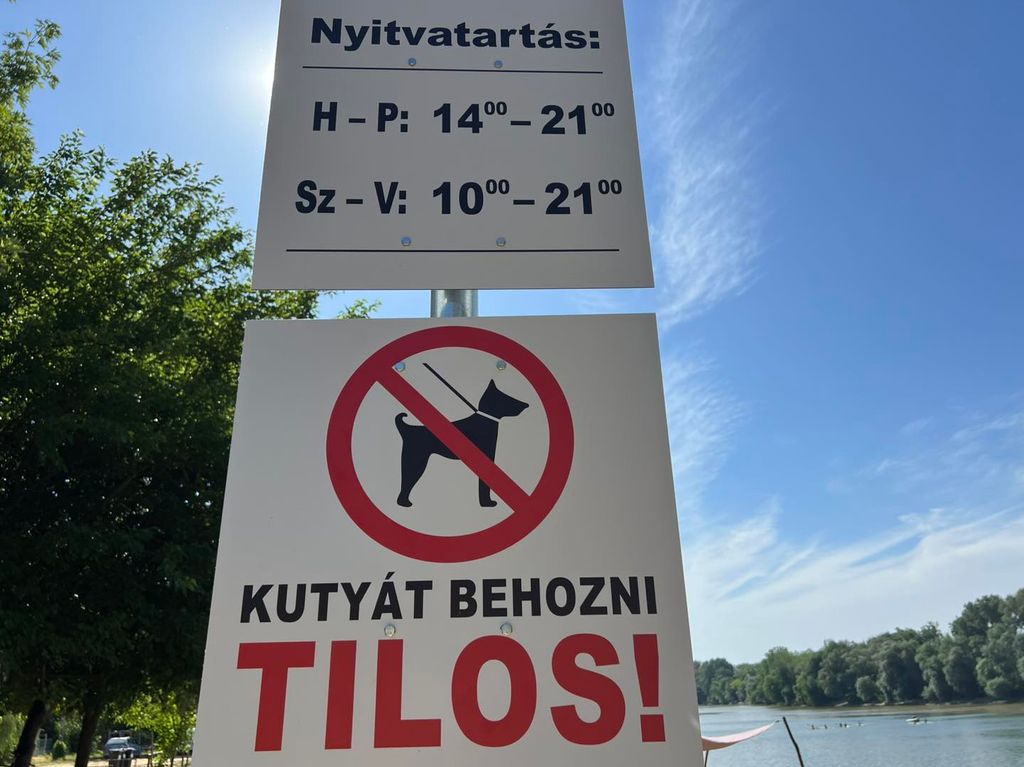 Nyitvatartás:
H – P: 14⁰⁰ – 21⁰⁰
Sz – V: 10⁰⁰ – 21⁰⁰
KUTYÁT BEHOZNI
TILOS!